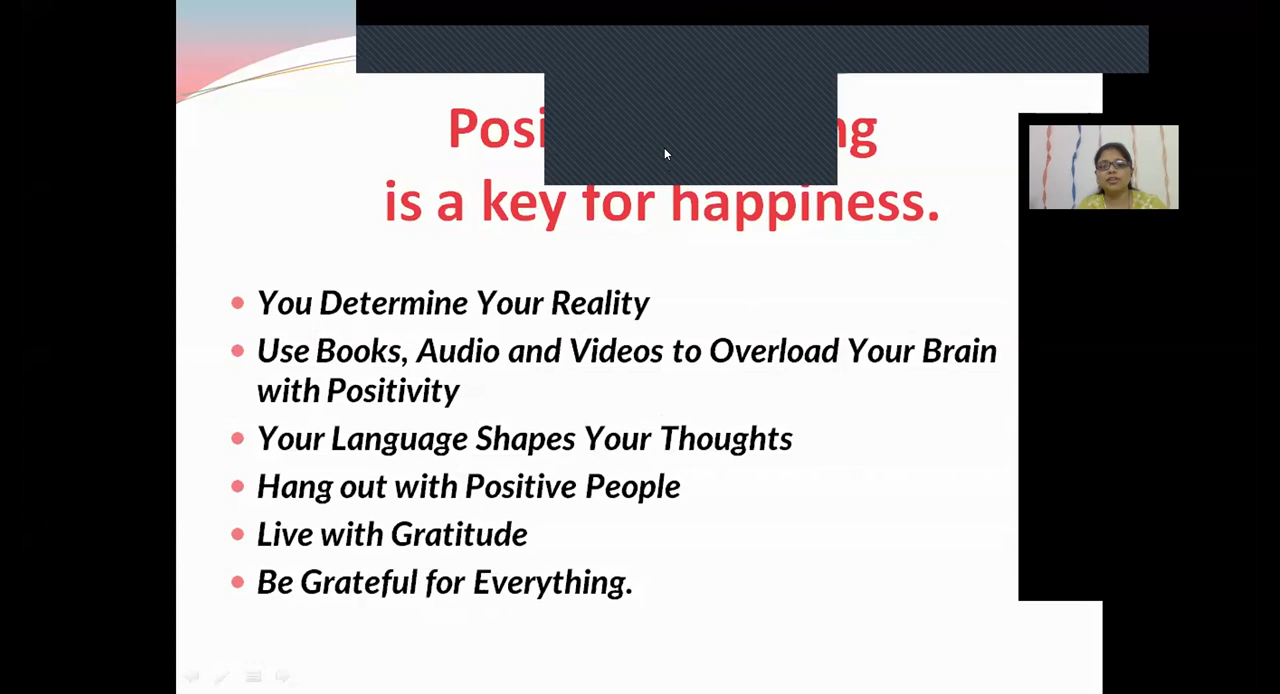 Posi ng
is a key for happiness.
You Determine Your Reality
Use Books, Audio and Videos to Overload Your Brain
with Positivity
Your Language Shapes Your Thoughts
Hang out with Positive People
Live with Gratitude
Be Grateful for Everything.